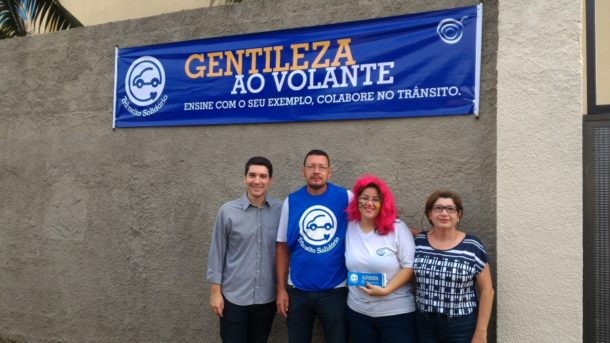 GENTILEZA
AO VOLANTE
ENSINE COM O SEU EXEMPLO, COLABORE NO TRÂNSITO.
Trânsito Solidário
Trânsito Solidário